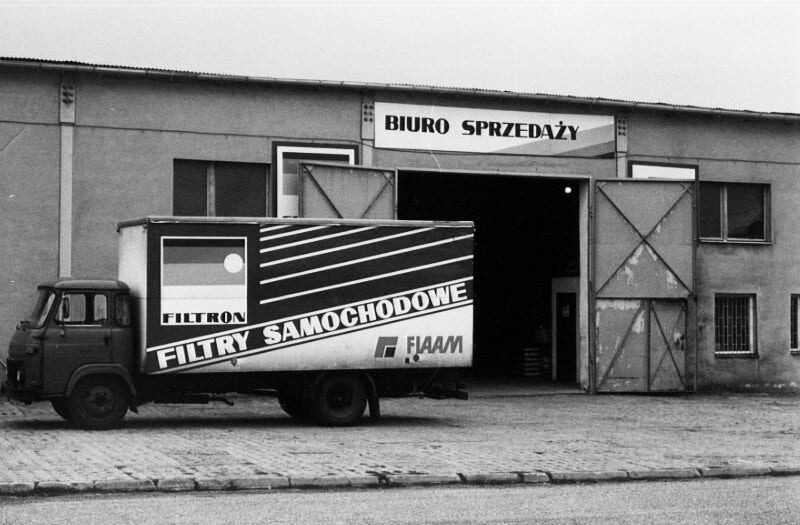 BIURO SPRZEDAŻY
FILTRON
FILTRY SAMOCHODOWE
FIAAM